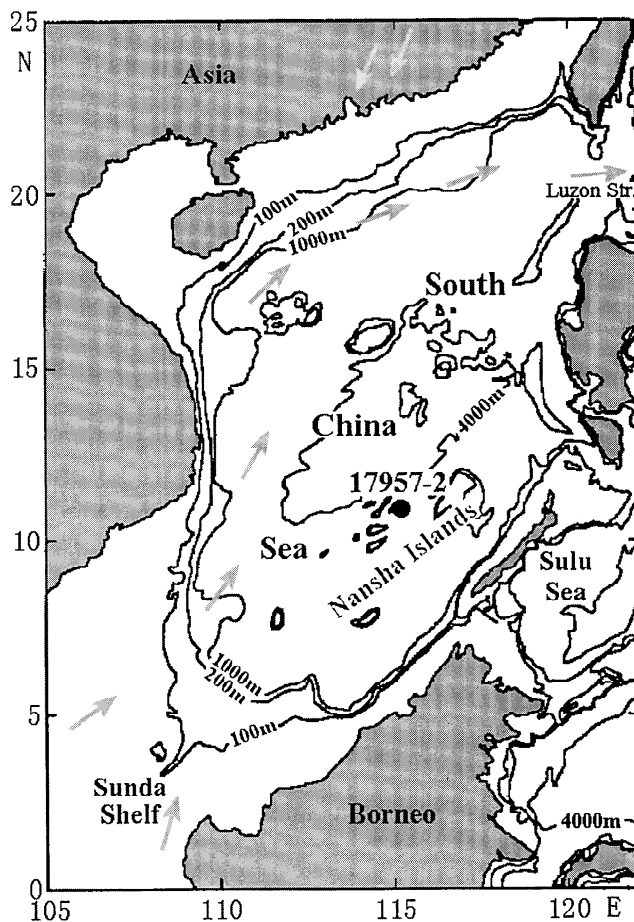 25
N
Asia
20
100m
200m
1000m
Luzon Str.
South
15
China
4000m
17957-2
Sea
Nansha Islands
10
Sulu
Sea
1000m
200m
100m
5
Sunda
Shelf
Borneo
4000m
0
105
110
115
120 E